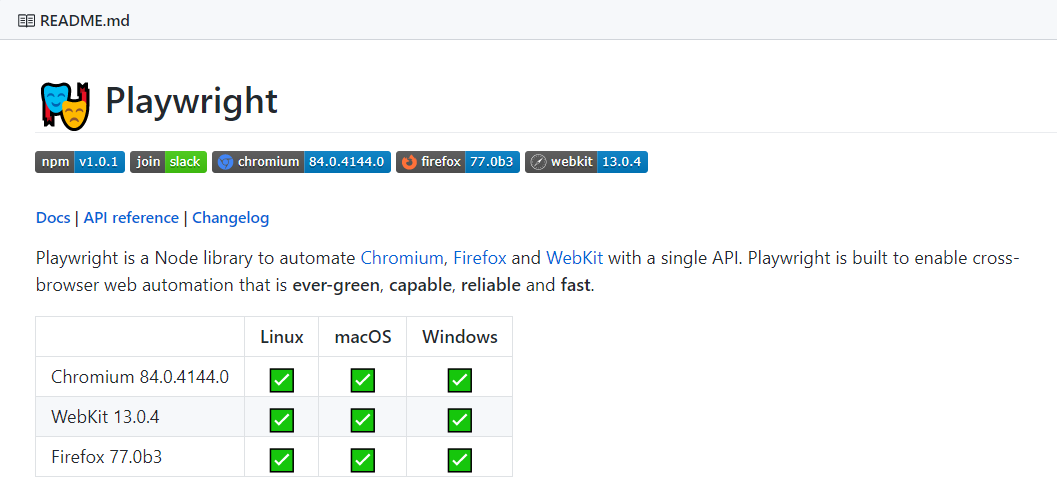 README.md
Playwright
npm v1.0.1 join slack chromium 84.0.4144.0 firefox 77.0b3 webkit 13.0.4
Docs | API reference | Changelog
Playwright is a Node library to automate Chromium, Firefox and WebKit with a single API. Playwright is built to enable cross-
browser web automation that is ever-green, capable, reliable and fast.
Linux macOS Windows
Chromium 84.0.4144.0
WebKit 13.0.4
Firefox 77.0b3